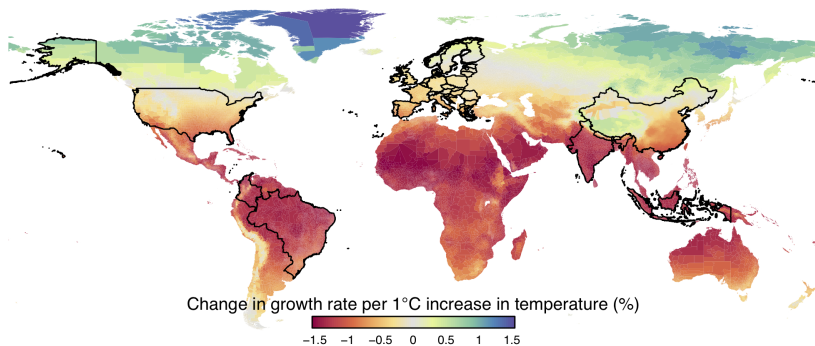 Change in growth rate per 1°C increase in temperature (%)
−1.5 −1 −0.5 0 0.5 1 1.5